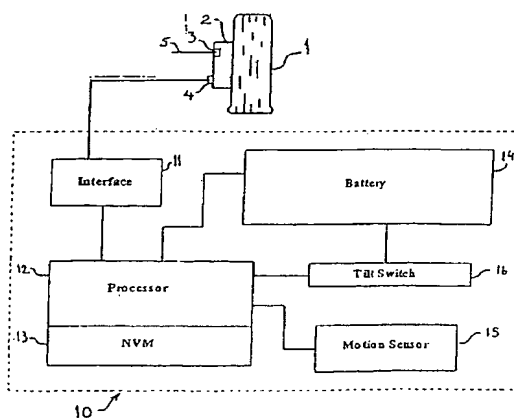 2
3
5
1
4
11
Interface
14
Battery
12
Processor
Tilt Switch
16
13
NVM
Motion Sensor
15
10